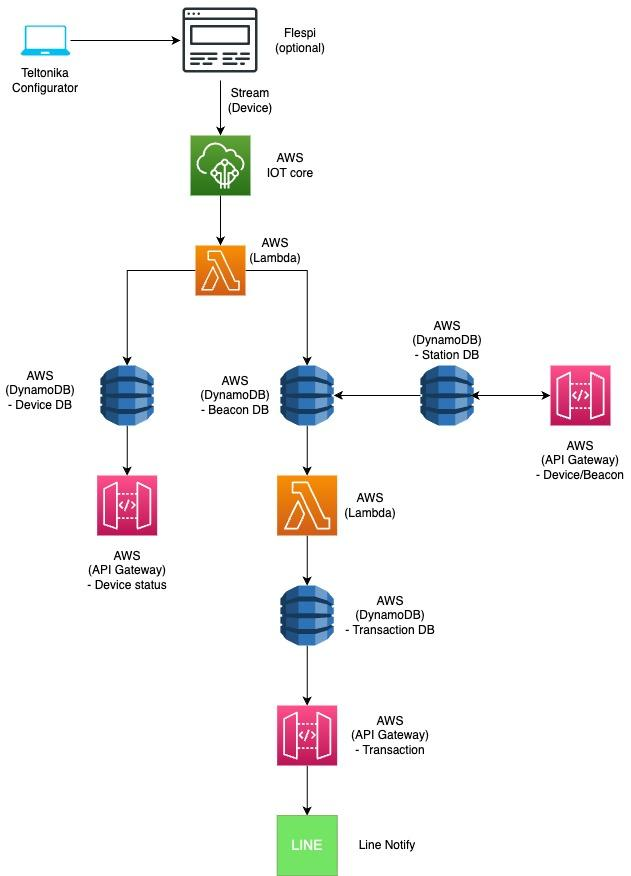 Flespi
(optional)
Teltonika
Configurator
Stream
(Device)
AWS
IOT core
AWS
(Lambda)
AWS
(DynamoDB)
- Station DB
AWS
(DynamoDB)
- Device DB
AWS
(DynamoDB)
- Beacon DB
AWS
(API Gateway)
- Device/Beacon
AWS
(Lambda)
AWS
(API Gateway)
- Device status
AWS
(DynamoDB)
- Transaction DB
AWS
(API Gateway)
- Transaction
LINE
Line Notify